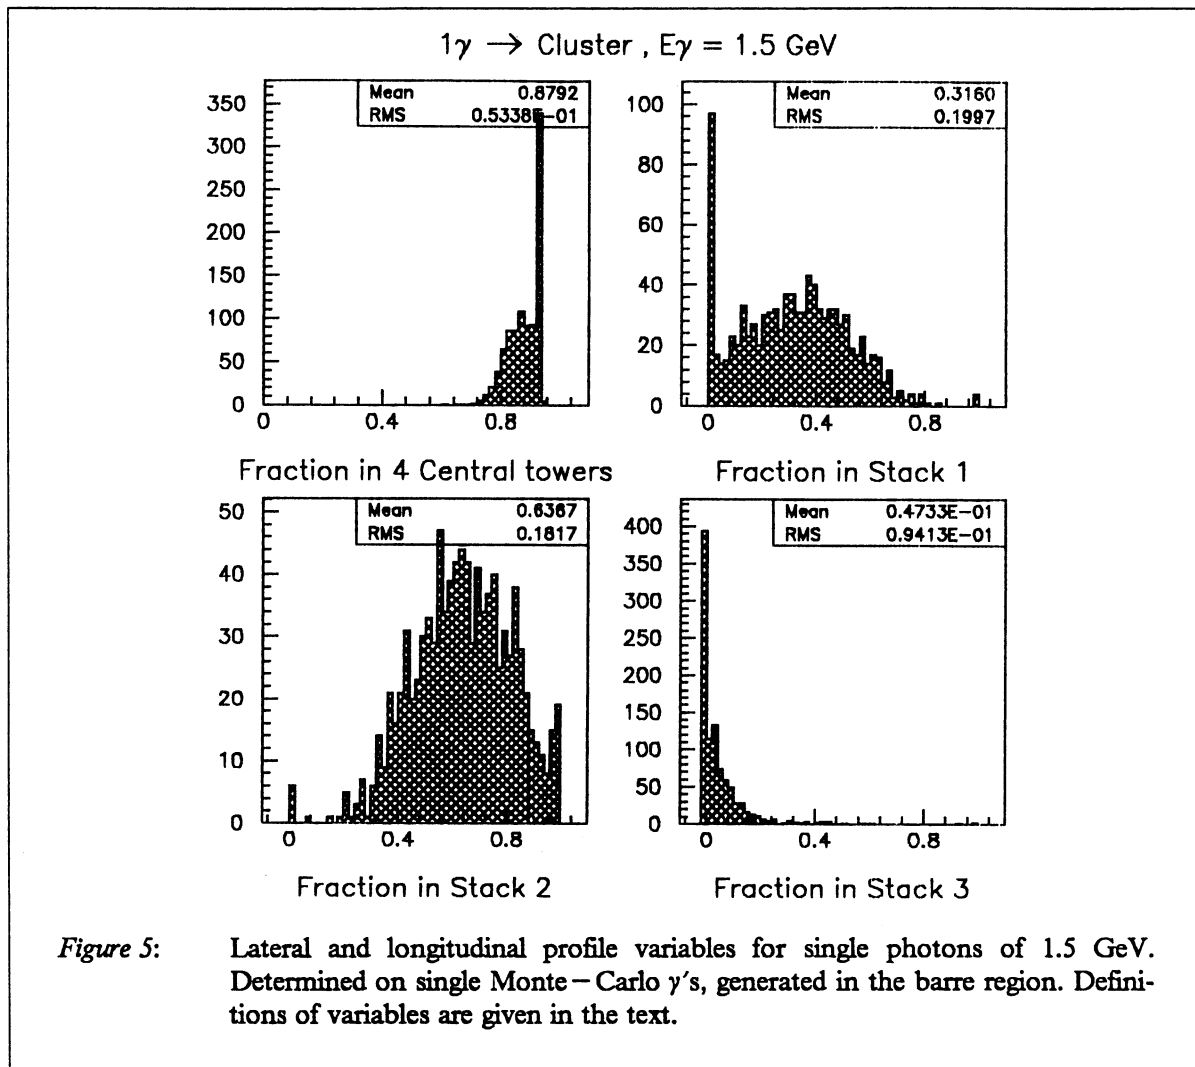 1γ → Cluster , Eγ = 1.5 GeV
Mean 0.8792
RMS 0.5338E-01
350
300
250
200
150
100
50
0
0 0.4 0.8
Fraction in 4 Central towers
Mean 0.3160
RMS 0.1997
100
80
60
40
20
0
0 0.4 0.8
Fraction in Stack 1
Mean 0.6367
RMS 0.1817
50
40
30
20
10
0
0 0.4 0.8
Fraction in Stack 2
Mean 0.4733E-01
RMS 0.9413E-01
400
350
300
250
200
150
100
50
0
0 0.4 0.8
Fraction in Stack 3
Figure 5: Lateral and longitudinal profile variables for single photons of 1.5 GeV.
Determined on single Monte−Carlo γ's, generated in the barre region. Defini-
tions of variables are given in the text.